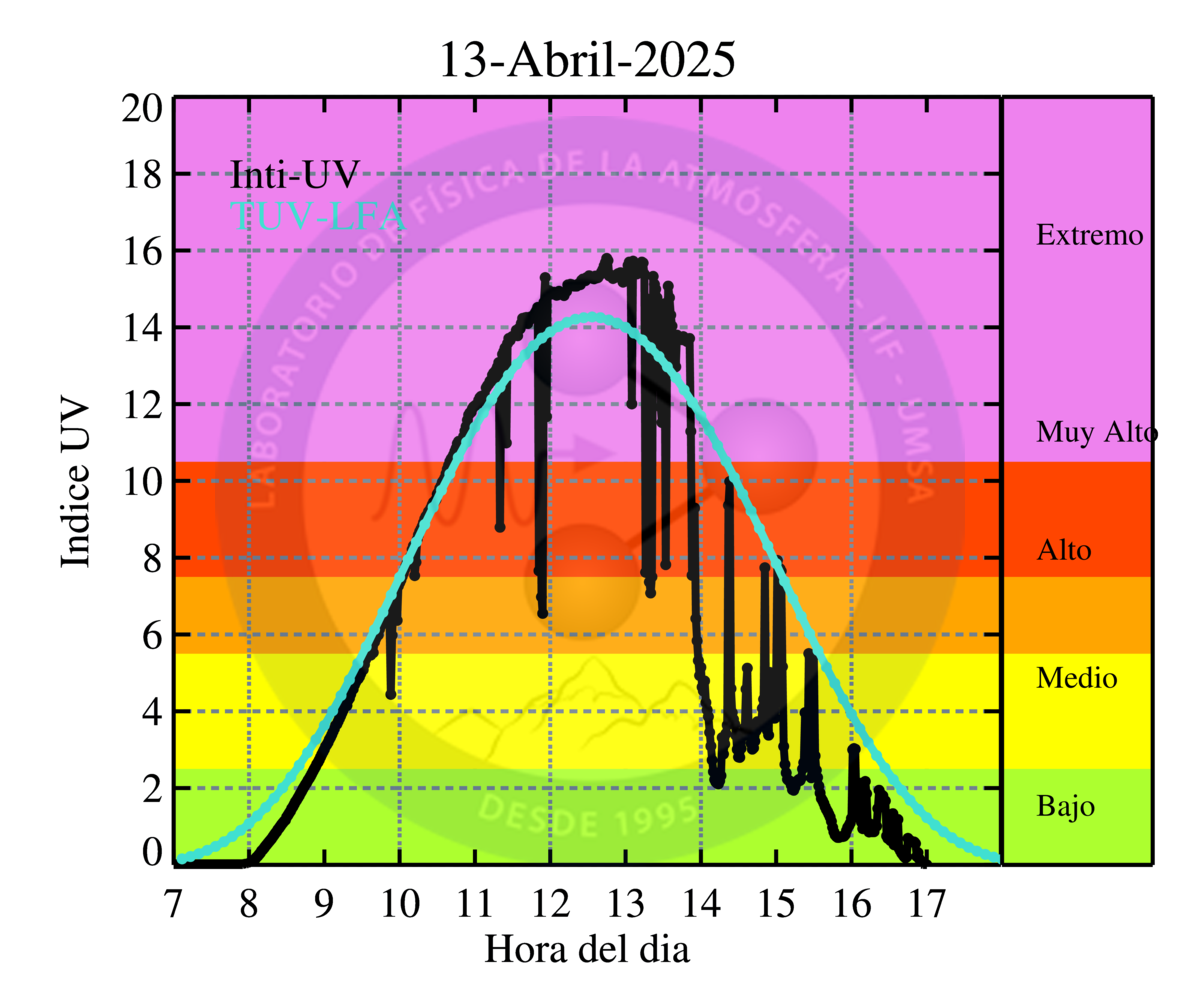 13-Abril-2025
20
18
16
14
12
10
8
6
4
2
0
Indice UV
Inti-UV
TUV-LFA
LABORATORIO DE FÍSICA DE LA ATMÓSFERA - IIF - UMSA
DESDE 1995
Extremo
Muy Alto
Alto
Medio
Bajo
7 8 9 10 11 12 13 14 15 16 17
Hora del dia